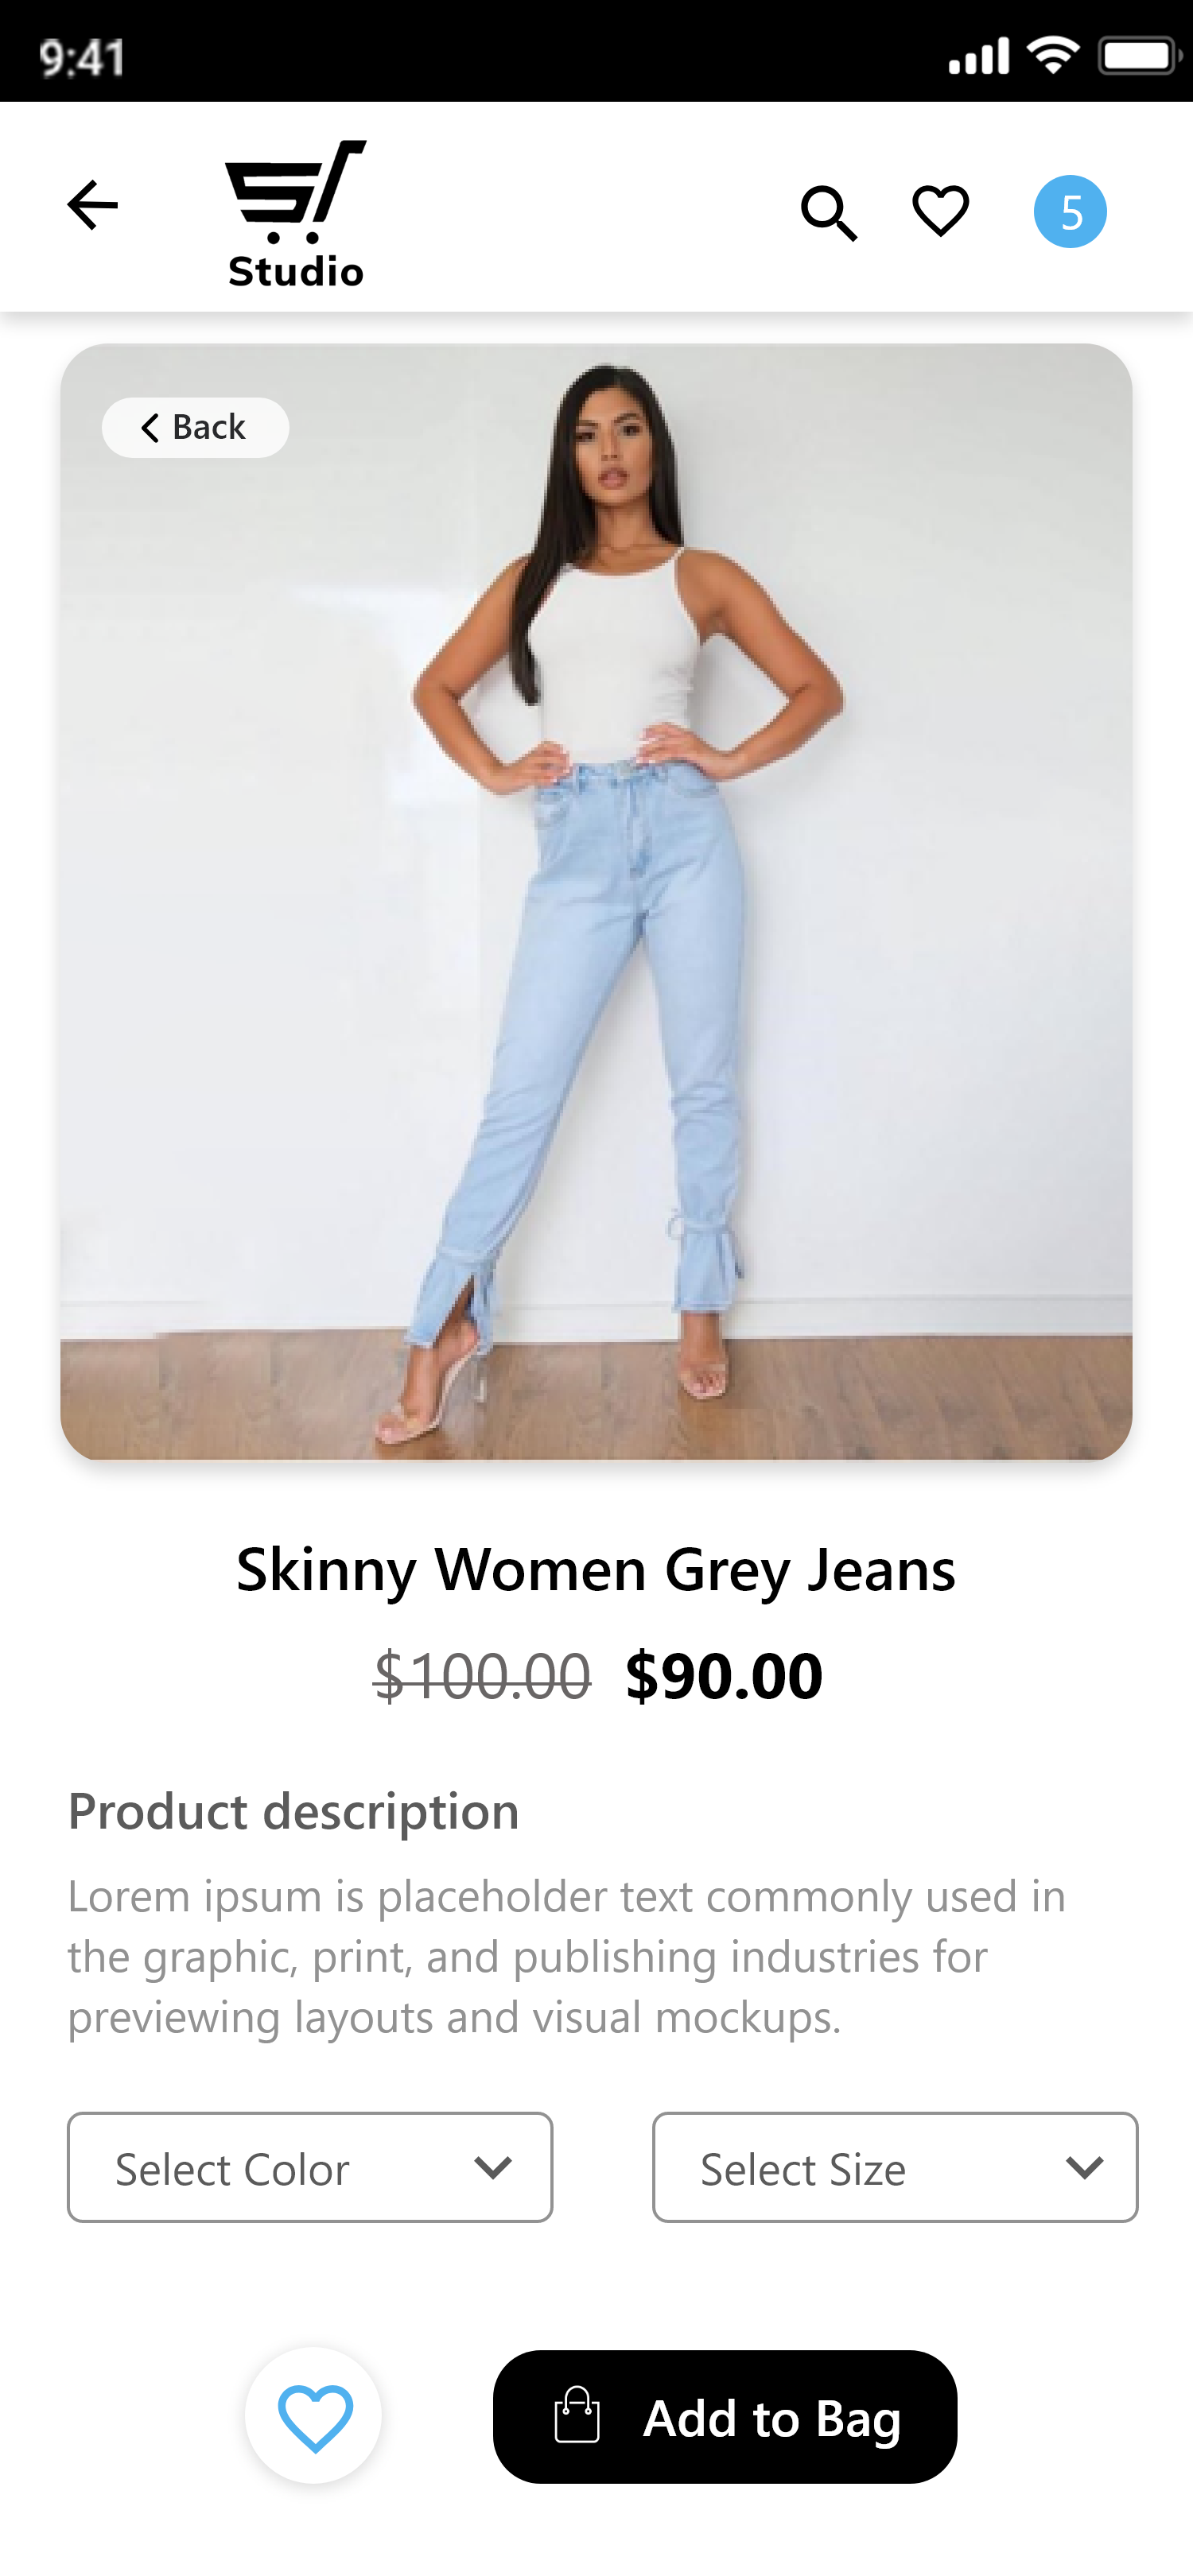 9:41
Studio
5
Back
Skinny Women Grey Jeans
$100.00 $90.00
Product description
Lorem ipsum is placeholder text commonly used in
the graphic, print, and publishing industries for
previewing layouts and visual mockups.
Select Color
Select Size
Add to Bag